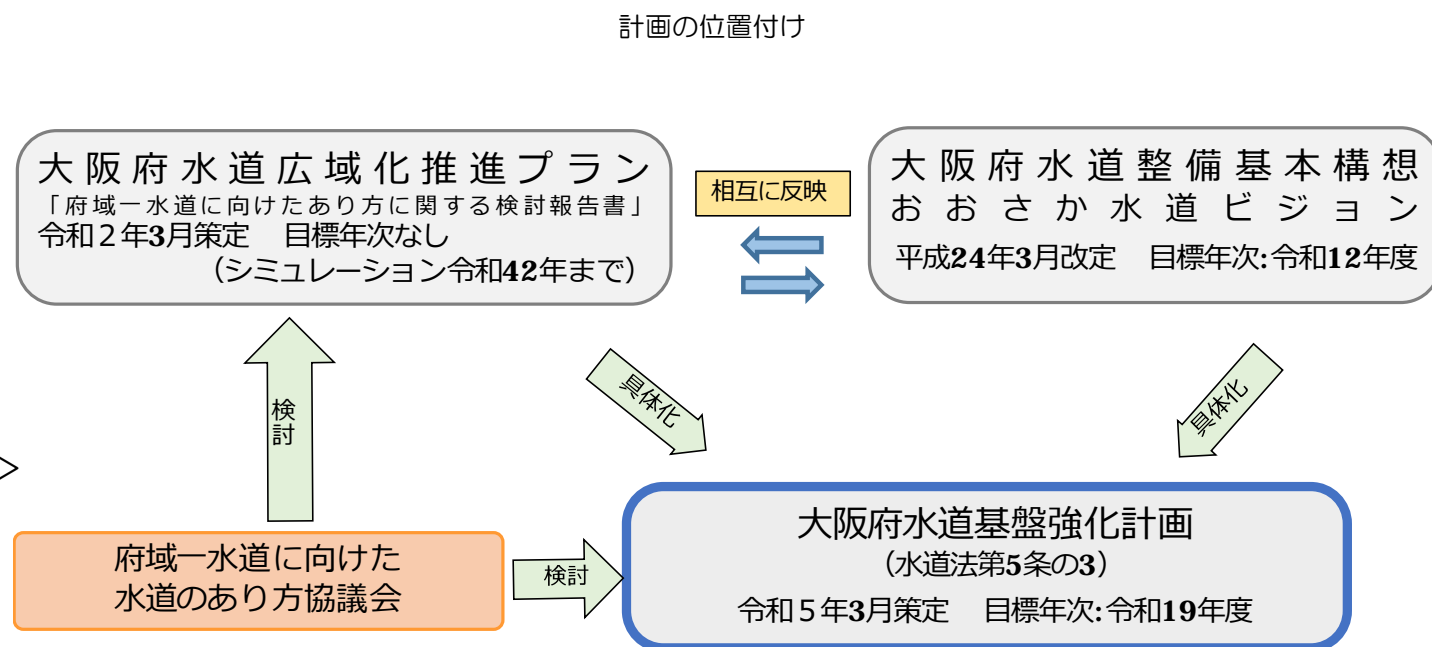 計画の位置付け
大阪府水道広域化推進プラン
「府域一水道に向けたあり方に関する検討報告書」
令和２年3月策定　目標年次なし
（シミュレーション令和42年まで）
相互に反映
大阪府水道整備基本構想
おおさか水道ビジョン
平成24年3月改定　目標年次:令和12年度
検討
具体化
具体化
＞
府域一水道に向けた
水道のあり方協議会
検討
大阪府水道基盤強化計画
（水道法第5条の3）
令和５年3月策定　目標年次:令和19年度